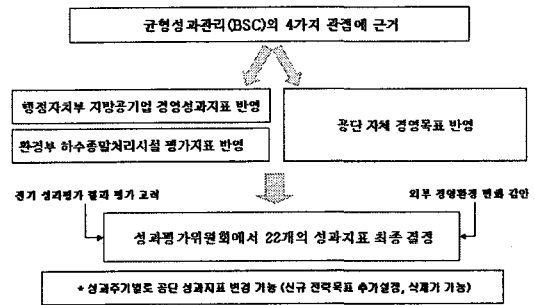 균형성과관리(BSC)의 4가지 관점에 근거
행정자치부 지방공기업 경영성과지표 반영
환경부 하수종말처리시설 평가지표 반영
공단 자체 경영목표 반영
전기 성과평가 결과 평가 고려
외부 경영환경 변화 감안
성과평가위원회에서 22개의 성과지표 최종 결정
* 성과주기별로 공단 성과지표 변경 가능 (신규 전략목표 추가설정, 삭제가 가능)